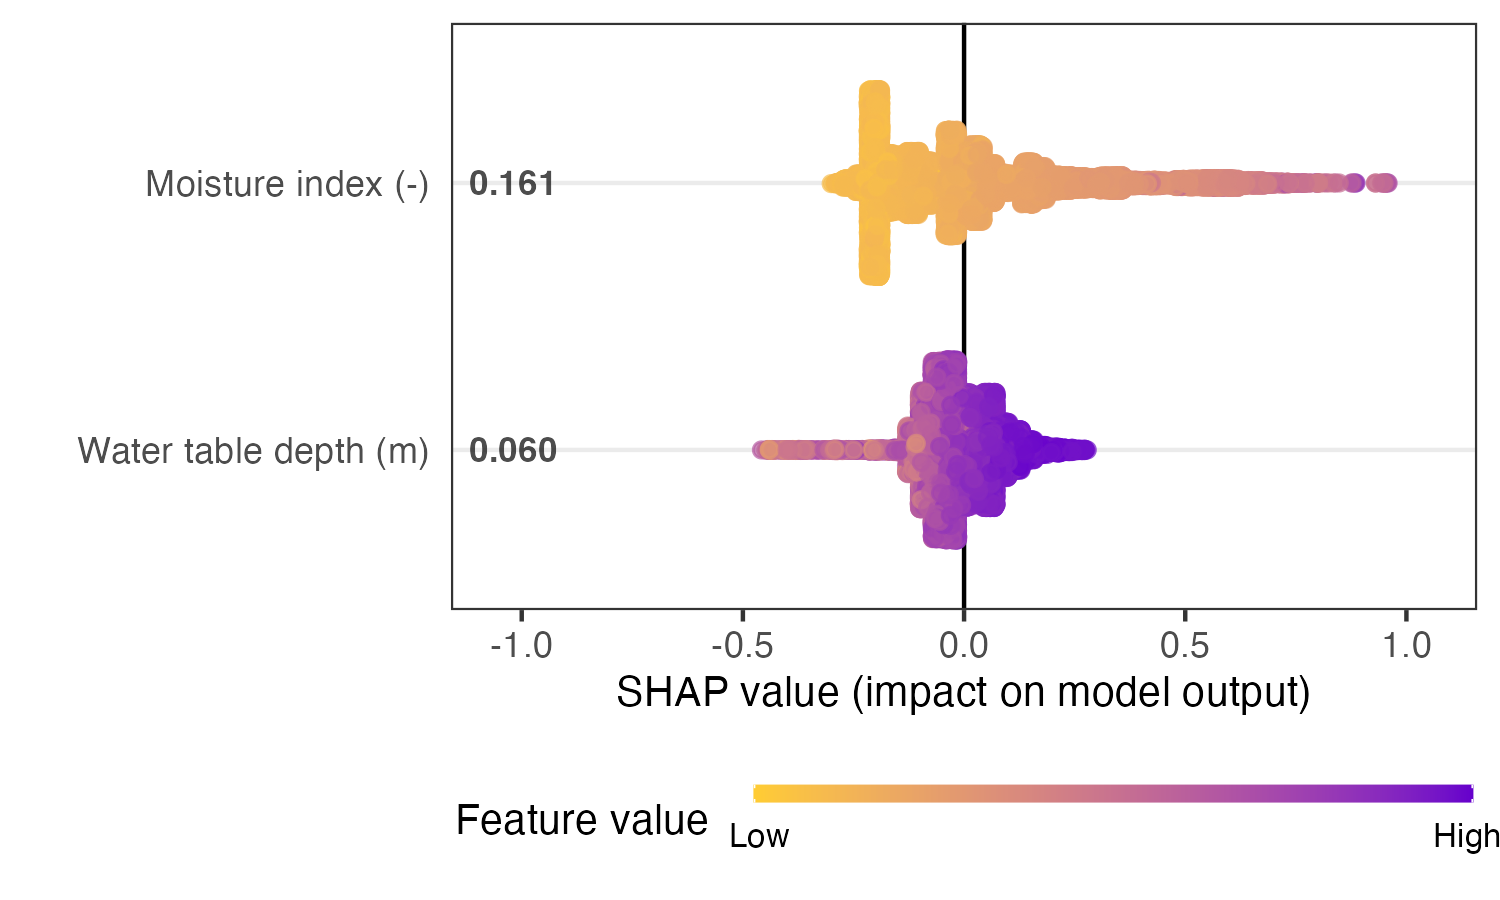 Moisture index (-) 0.161
Water table depth (m) 0.060
-1.0 -0.5 0.0 0.5 1.0
SHAP value (impact on model output)
Feature value
Low High